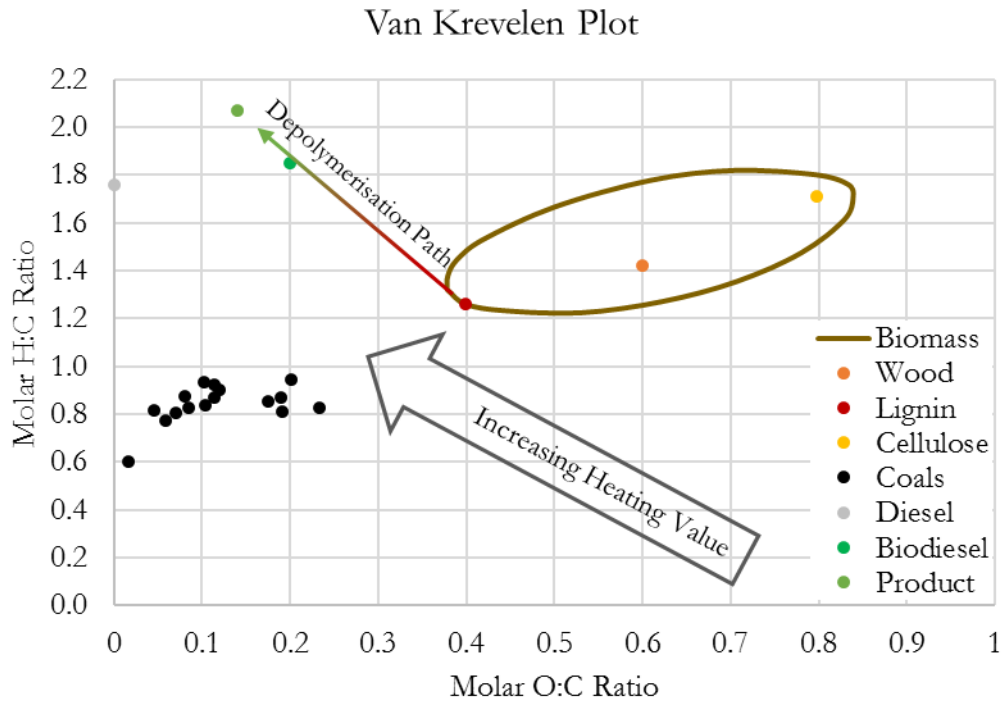 Van Krevelen Plot
2.2
2.0
1.8
1.6
1.4
1.2
1.0
0.8
0.6
0.4
0.2
0.0
Molar H:C Ratio
Depolymerisation Path
Increasing Heating Value
Biomass
Wood
Lignin
Cellulose
Coals
Diesel
Biodiesel
Product
0 0.1 0.2 0.3 0.4 0.5 0.6 0.7 0.8 0.9 1
Molar O:C Ratio